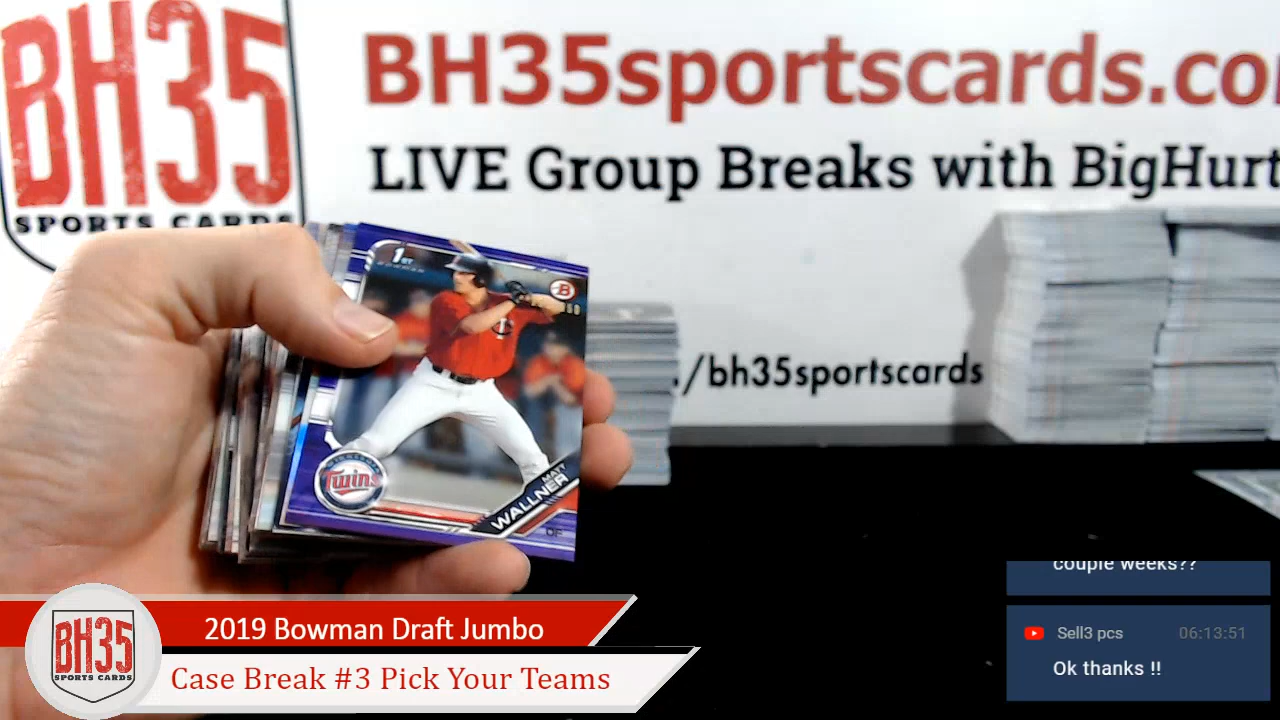 BH35
SPORTS CARDS
BH35sportscards.co
LIVE Group Breaks with BigHurt
/bh35sportscards
1ST
BOWMAN
B
Twins
MATT
WALLNER
OF
couple weeks??
Sell3 pcs 06:13:51
Ok thanks !!
BH35
SPORTS CARDS
2019 Bowman Draft Jumbo
Case Break #3 Pick Your Teams